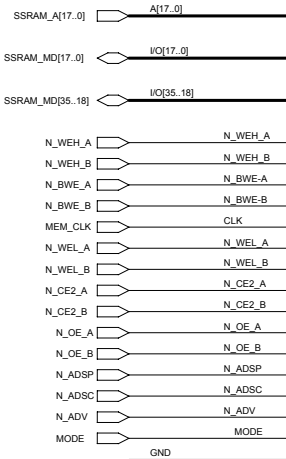 SSRAM_A[17..0] A[17..0]
SSRAM_MD[17..0] I/O[17..0]
SSRAM_MD[35..18] I/O[35..18]
N_WEH_A N_WEH_A
N_WEH_B N_WEH_B
N_BWE_A N_BWE-A
N_BWE_B N_BWE-B
MEM_CLK CLK
N_WEL_A N_WEL_A
N_WEL_B N_WEL_B
N_CE2_A N_CE2_A
N_CE2_B N_CE2_B
N_OE_A N_OE_A
N_OE_B N_OE_B
N_ADSP N_ADSP
N_ADSC N_ADSC
N_ADV N_ADV
MODE MODE
GND